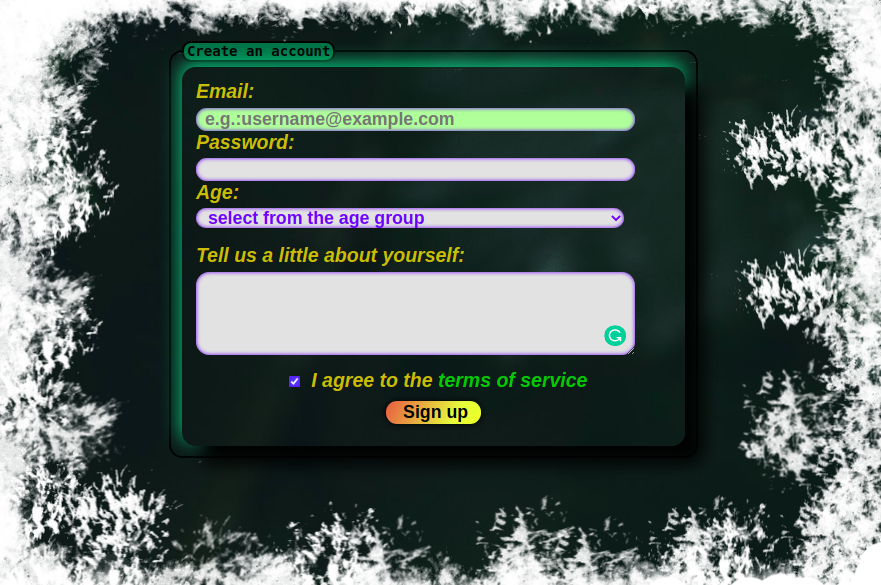 Create an account
Email:
e.g.:username@example.com
Password:
Age:
select from the age group
Tell us a little about yourself:
I agree to the terms of service
Sign up